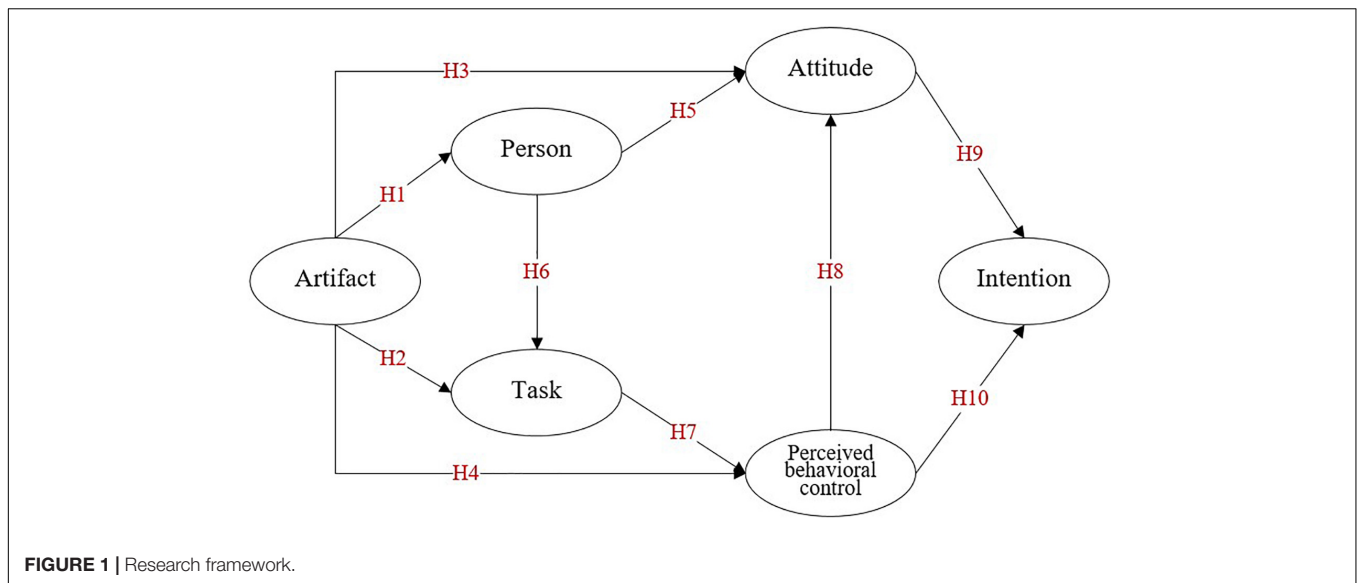 H3
Attitude
H5
Person
H9
H1
Artifact
H6
H8
Intention
H2
Task
H10
H7
Perceived
behavioral
control
H4
FIGURE 1 | Research framework.